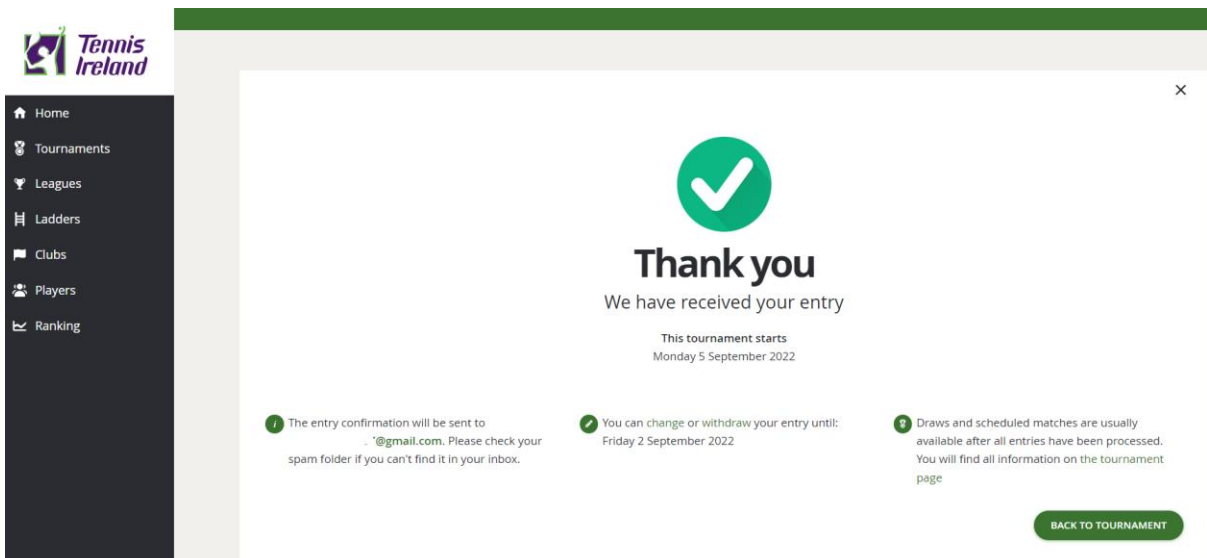 Tennis
Ireland
Home
Tournaments
Leagues
Ladders
Clubs
Players
Ranking
Thank you
We have received your entry
This tournament starts
Monday 5 September 2022
The entry confirmation will be sent to
@gmail.com. Please check your
spam folder if you can't find it in your inbox.
You can change or withdraw your entry until:
Friday 2 September 2022
Draws and scheduled matches are usually
available after all entries have been processed.
You will find all information on the tournament
page
BACK TO TOURNAMENT